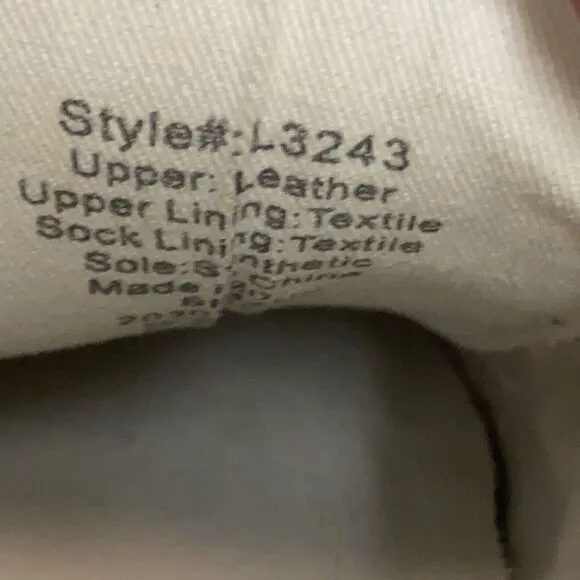 Style#:L3243
Upper: Leather
Upper Lining: Textile
Sock Lining: Textile
Sole: Synthetic
Made in China